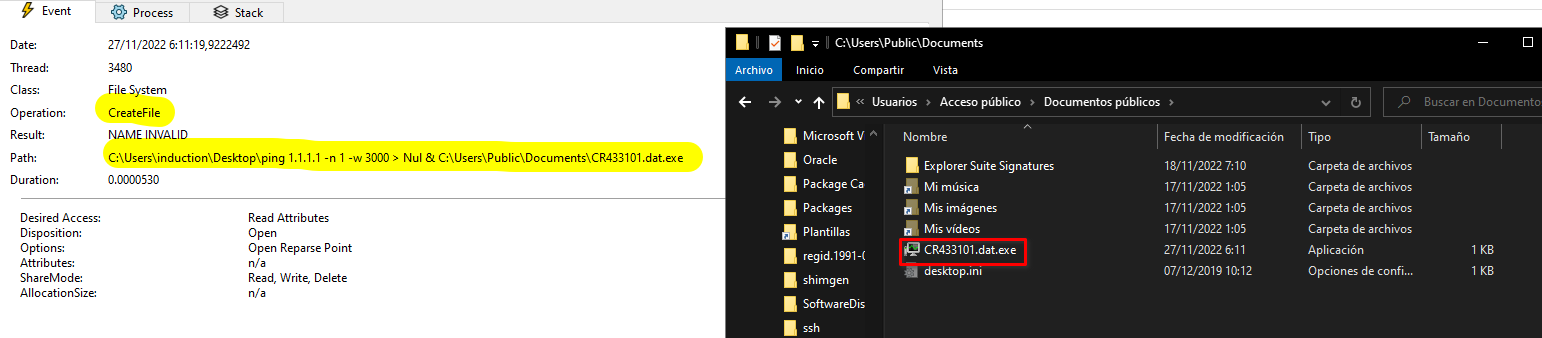 Event Process Stack
Date: 27/11/2022 6:11:19,9222492
Thread: 3480
Class: File System
Operation: CreateFile
Result: NAME INVALID
Path: C:\Users\induction\Desktop\ping 1.1.1.1 -n 1 -w 3000 > Nul & C:\Users\Public\Documents\CR433101.dat.exe
Duration: 0.0000530
Desired Access: Read Attributes
Disposition: Open
Options: Open Reparse Point
Attributes: n/a
ShareMode: Read, Write, Delete
AllocationSize: n/a
C:\Users\Public\Documents
Archivo Inicio Compartir Vista
« Usuarios > Acceso público > Documentos públicos >
Buscar en Documento
Microsoft V
Oracle
Package Ca
Packages
Plantillas
regid.1991-0
shimgen
SoftwareDis
ssh
Nombre Fecha de modificación Tipo Tamaño
Explorer Suite Signatures 18/11/2022 7:10 Carpeta de archivos
Mi música 17/11/2022 1:05 Carpeta de archivos
Mis imágenes 17/11/2022 1:05 Carpeta de archivos
Mis vídeos 17/11/2022 1:05 Carpeta de archivos
CR433101.dat.exe 27/11/2022 6:11 Aplicación 1 KB
desktop.ini 07/12/2019 10:12 Opciones de confi... 1 KB